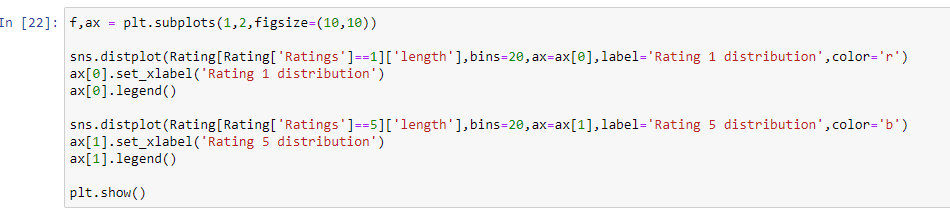 In [22]: f,ax = plt.subplots(1,2,figsize=(10,10))
sns.distplot(Rating[Rating['Ratings']==1]['length'],bins=20,ax=ax[0],label='Rating 1 distribution',color='r')
ax[0].set_xlabel('Rating 1 distribution')
ax[0].legend()
sns.distplot(Rating[Rating['Ratings']==5]['length'],bins=20,ax=ax[1],label='Rating 5 distribution',color='b')
ax[1].set_xlabel('Rating 5 distribution')
ax[1].legend()
plt.show()